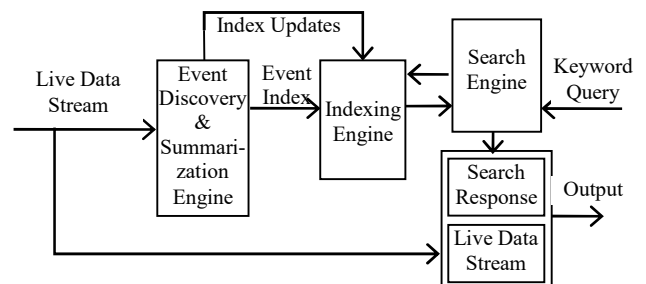 Index Updates
Live Data
Stream
Event
Discovery
&
Summari-
zation
Engine
Event
Index
Indexing
Engine
Search
Engine
Keyword
Query
Search
Response
Live Data
Stream
Output